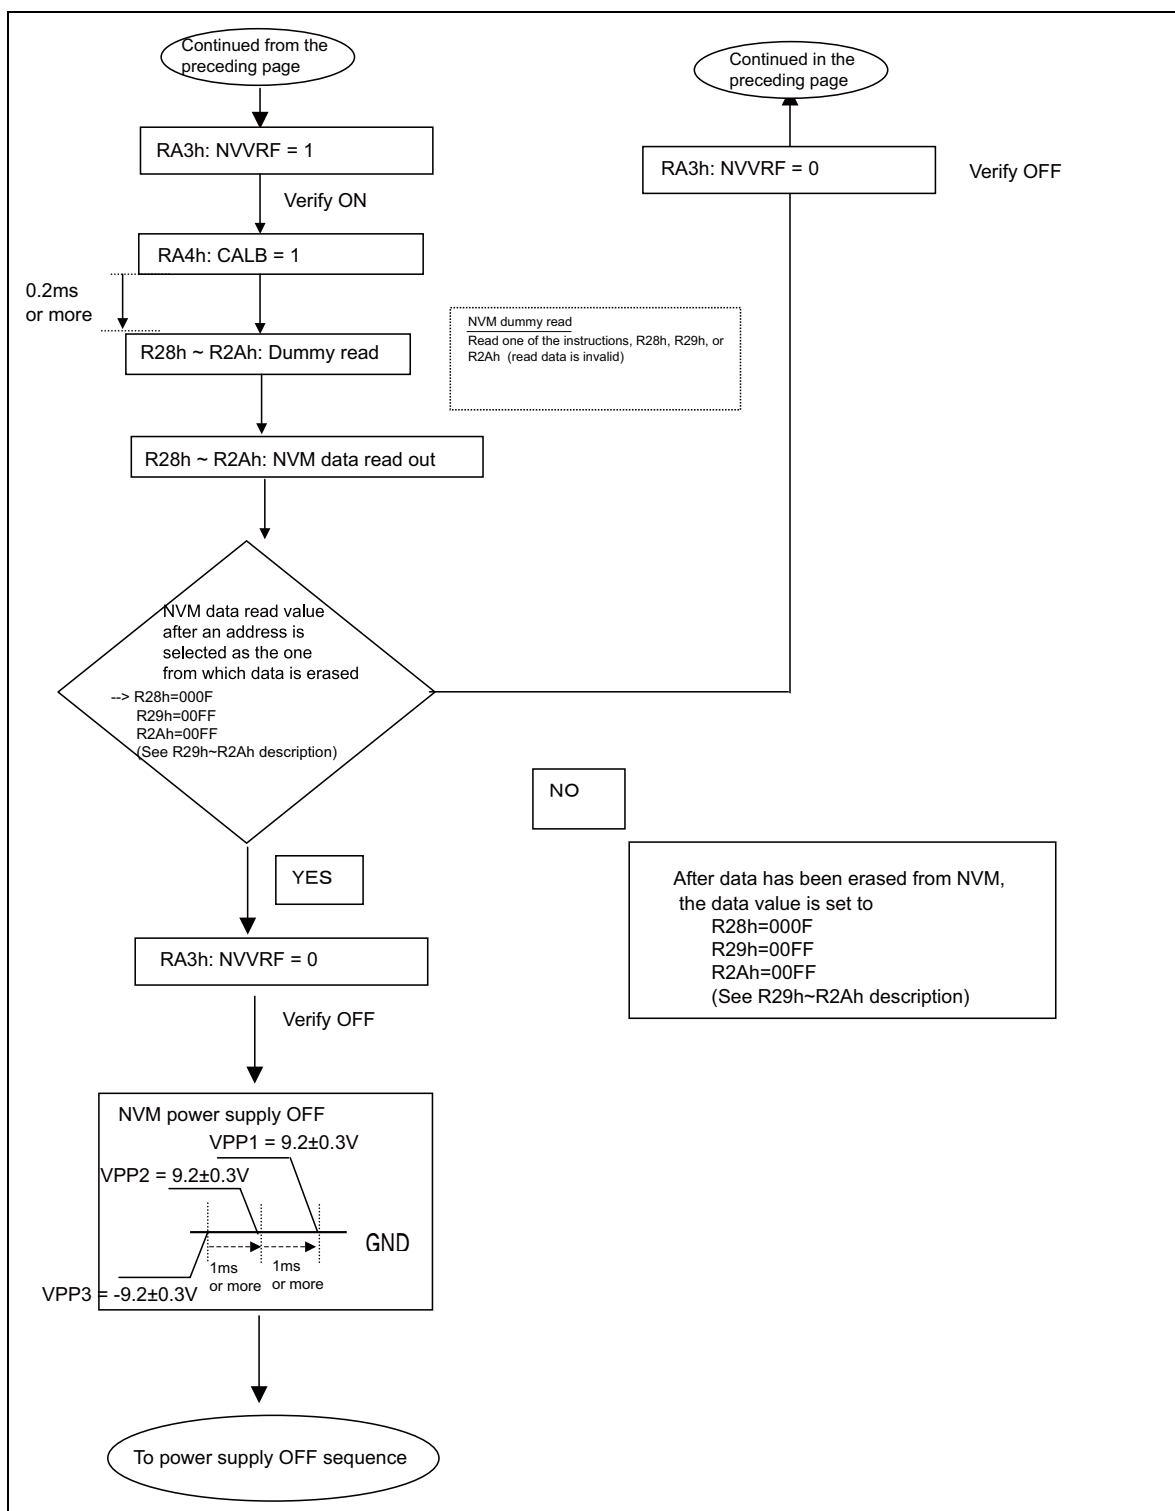 Continued from the
preceding page
Continued in the
preceding page
RA3h: NVVRF = 1
RA3h: NVVRF = 0
Verify OFF
Verify ON
RA4h: CALB = 1
0.2ms
or more
NVM dummy read
Read one of the instructions, R28h, R29h, or
R2Ah (read data is invalid)
R28h ~ R2Ah: Dummy read
R28h ~ R2Ah: NVM data read out
NVM data read value
after an address is
selected as the one
from which data is erased
--> R28h=000F
R29h=00FF
R2Ah=00FF
(See R29h~R2Ah description)
NO
YES
After data has been erased from NVM,
the data value is set to
R28h=000F
R29h=00FF
R2Ah=00FF
(See R29h~R2Ah description)
RA3h: NVVRF = 0
Verify OFF
NVM power supply OFF
VPP1 = 9.2±0.3V
VPP2 = 9.2±0.3V
GND
1ms
or more
1ms
or more
VPP3 = -9.2±0.3V
To power supply OFF sequence